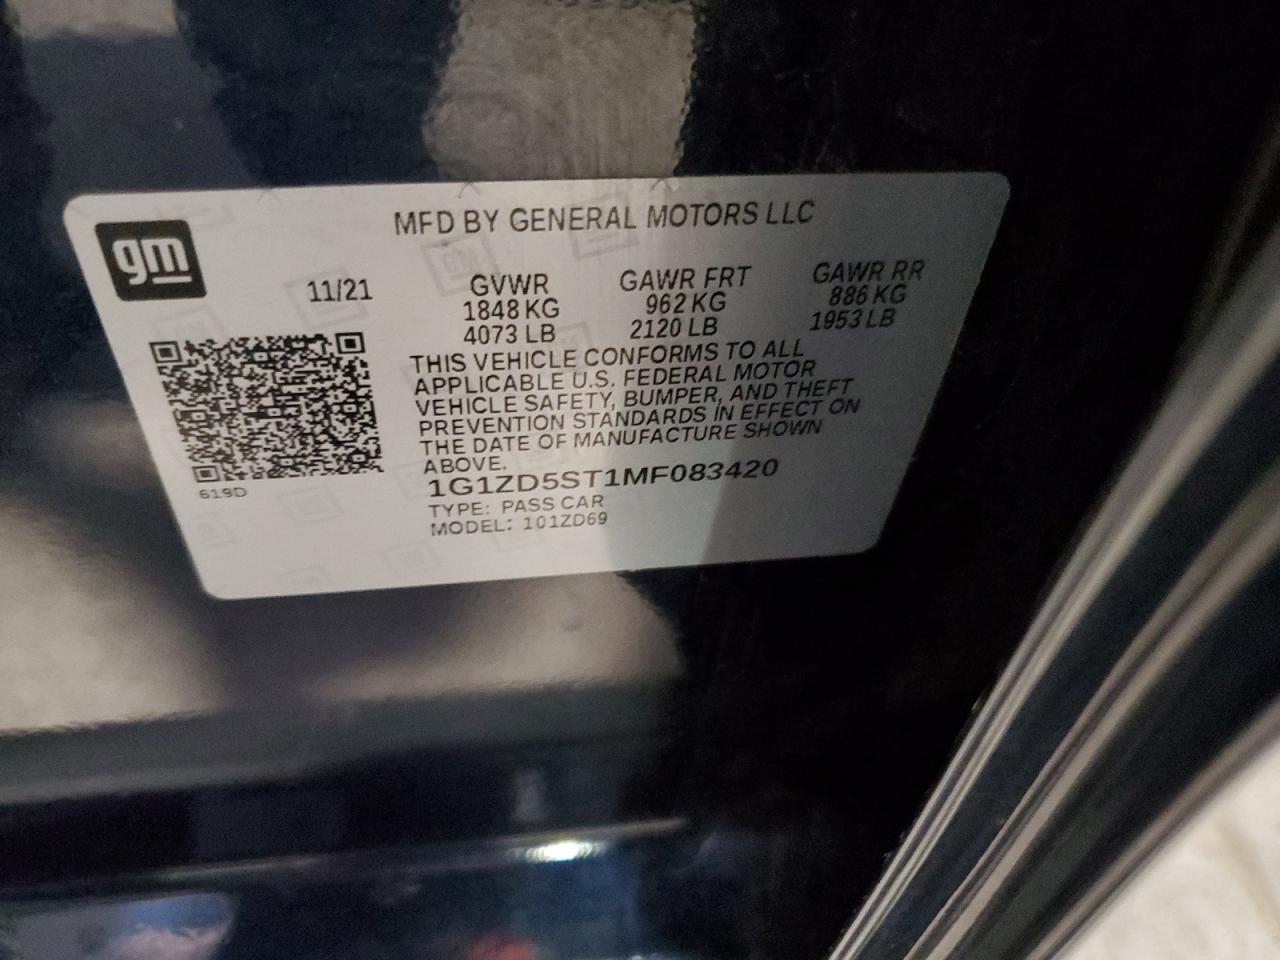 gm
MFD BY GENERAL MOTORS LLC
11/21 GVWR GAWR FRT GAWR RR
1848 KG 962 KG 886 KG
4073 LB 2120 LB 1953 LB
THIS VEHICLE CONFORMS TO ALL
APPLICABLE U.S. FEDERAL MOTOR
VEHICLE SAFETY, BUMPER, AND THEFT
PREVENTION STANDARDS IN EFFECT ON
THE DATE OF MANUFACTURE SHOWN
ABOVE.
619D
1G1ZD5ST1MF083420
TYPE: PASS CAR
MODEL: 101ZD69